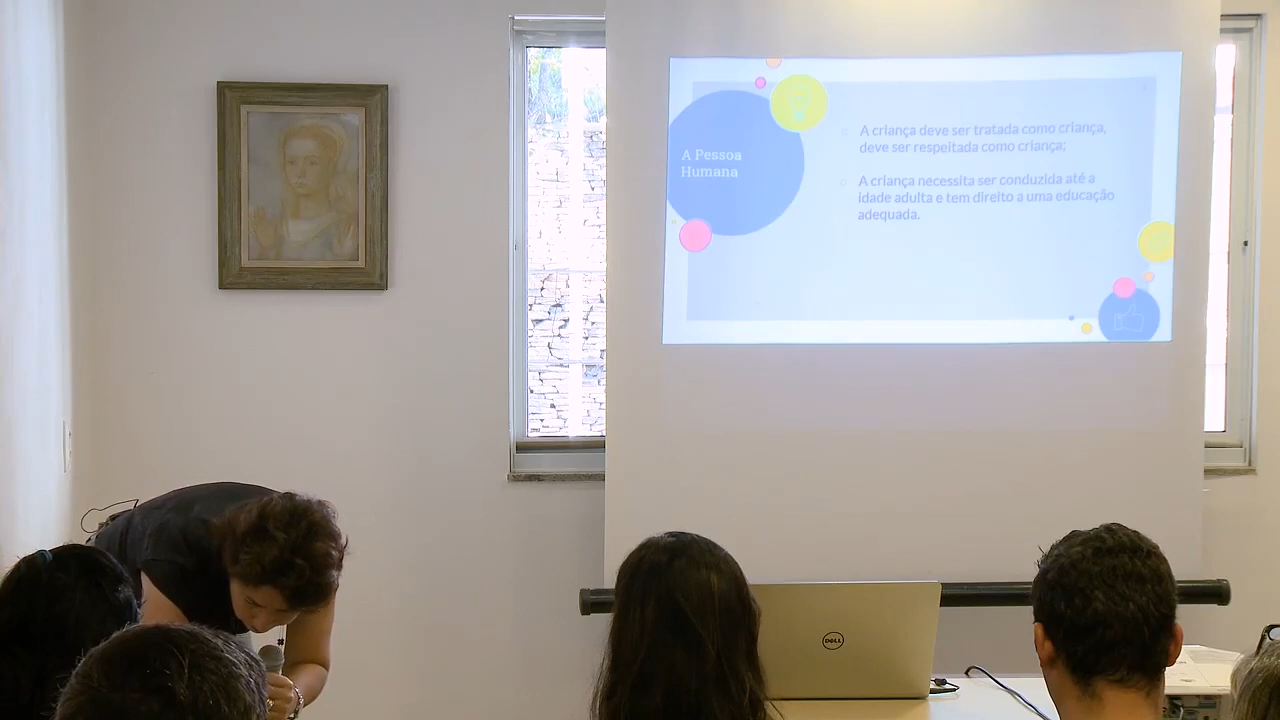 A Pessoa
Humana
A criança deve ser tratada como criança,
deve ser respeitada como criança;
A criança necessita ser conduzida até a
idade adulta e tem direito a uma educação
adequada.
DELL